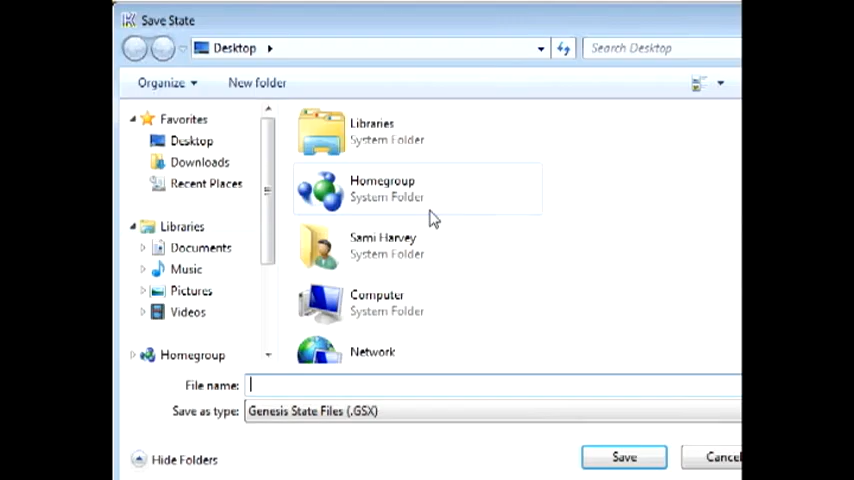 Save State
Desktop
Search Desktop
Organize
New folder
Favorites
Desktop
Downloads
Recent Places
Libraries
Documents
Music
Pictures
Videos
Homegroup
Libraries
System Folder
Homegroup
System Folder
Sami Harvey
System Folder
Computer
System Folder
Network
File name:
Save as type:
Genesis State Files (.GSX)
Hide Folders
Save
Cancel